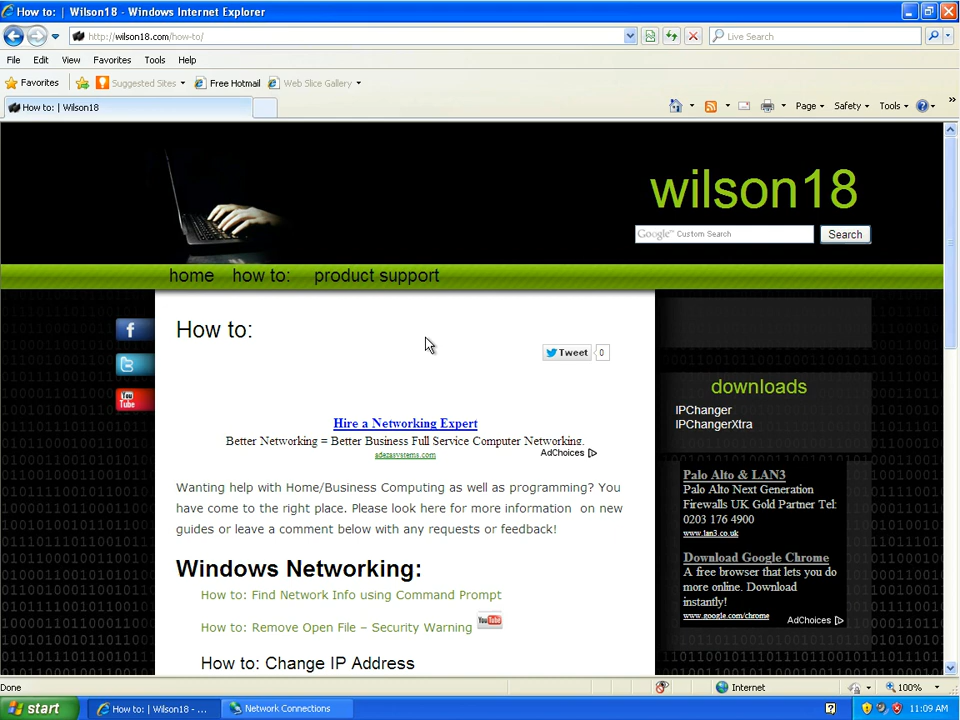 How to: | Wilson18 - Windows Internet Explorer
http://wilson18.com/how-to/
Live Search
File Edit View Favorites Tools Help
Favorites Suggested Sites Free Hotmail Web Slice Gallery
How to: | Wilson18
Page Safety Tools
wilson18
Google™ Custom Search Search
home how to: product support
How to:
Tweet 0
You Tube
Hire a Networking Expert
Better Networking = Better Business Full Service Computer Networking.
adezasystems.com
AdChoices
Wanting help with Home/Business Computing as well as programming? You
have come to the right place. Please look here for more information on new
guides or leave a comment below with any requests or feedback!
Windows Networking:
How to: Find Network Info using Command Prompt
How to: Remove Open File – Security Warning
YouTube
How to: Change IP Address
downloads
IPChanger
IPChangerXtra
Palo Alto & LAN3
Palo Alto Next Generation
Firewalls UK Gold Partner Tel:
0203 176 4900
www.lan3.co.uk
Download Google Chrome
A free browser that lets you do
more online. Download
instantly!
www.google.com/chrome
AdChoices
Done Internet 100%
start How to: | Wilson18 - ... Network Connections 11:09 AM